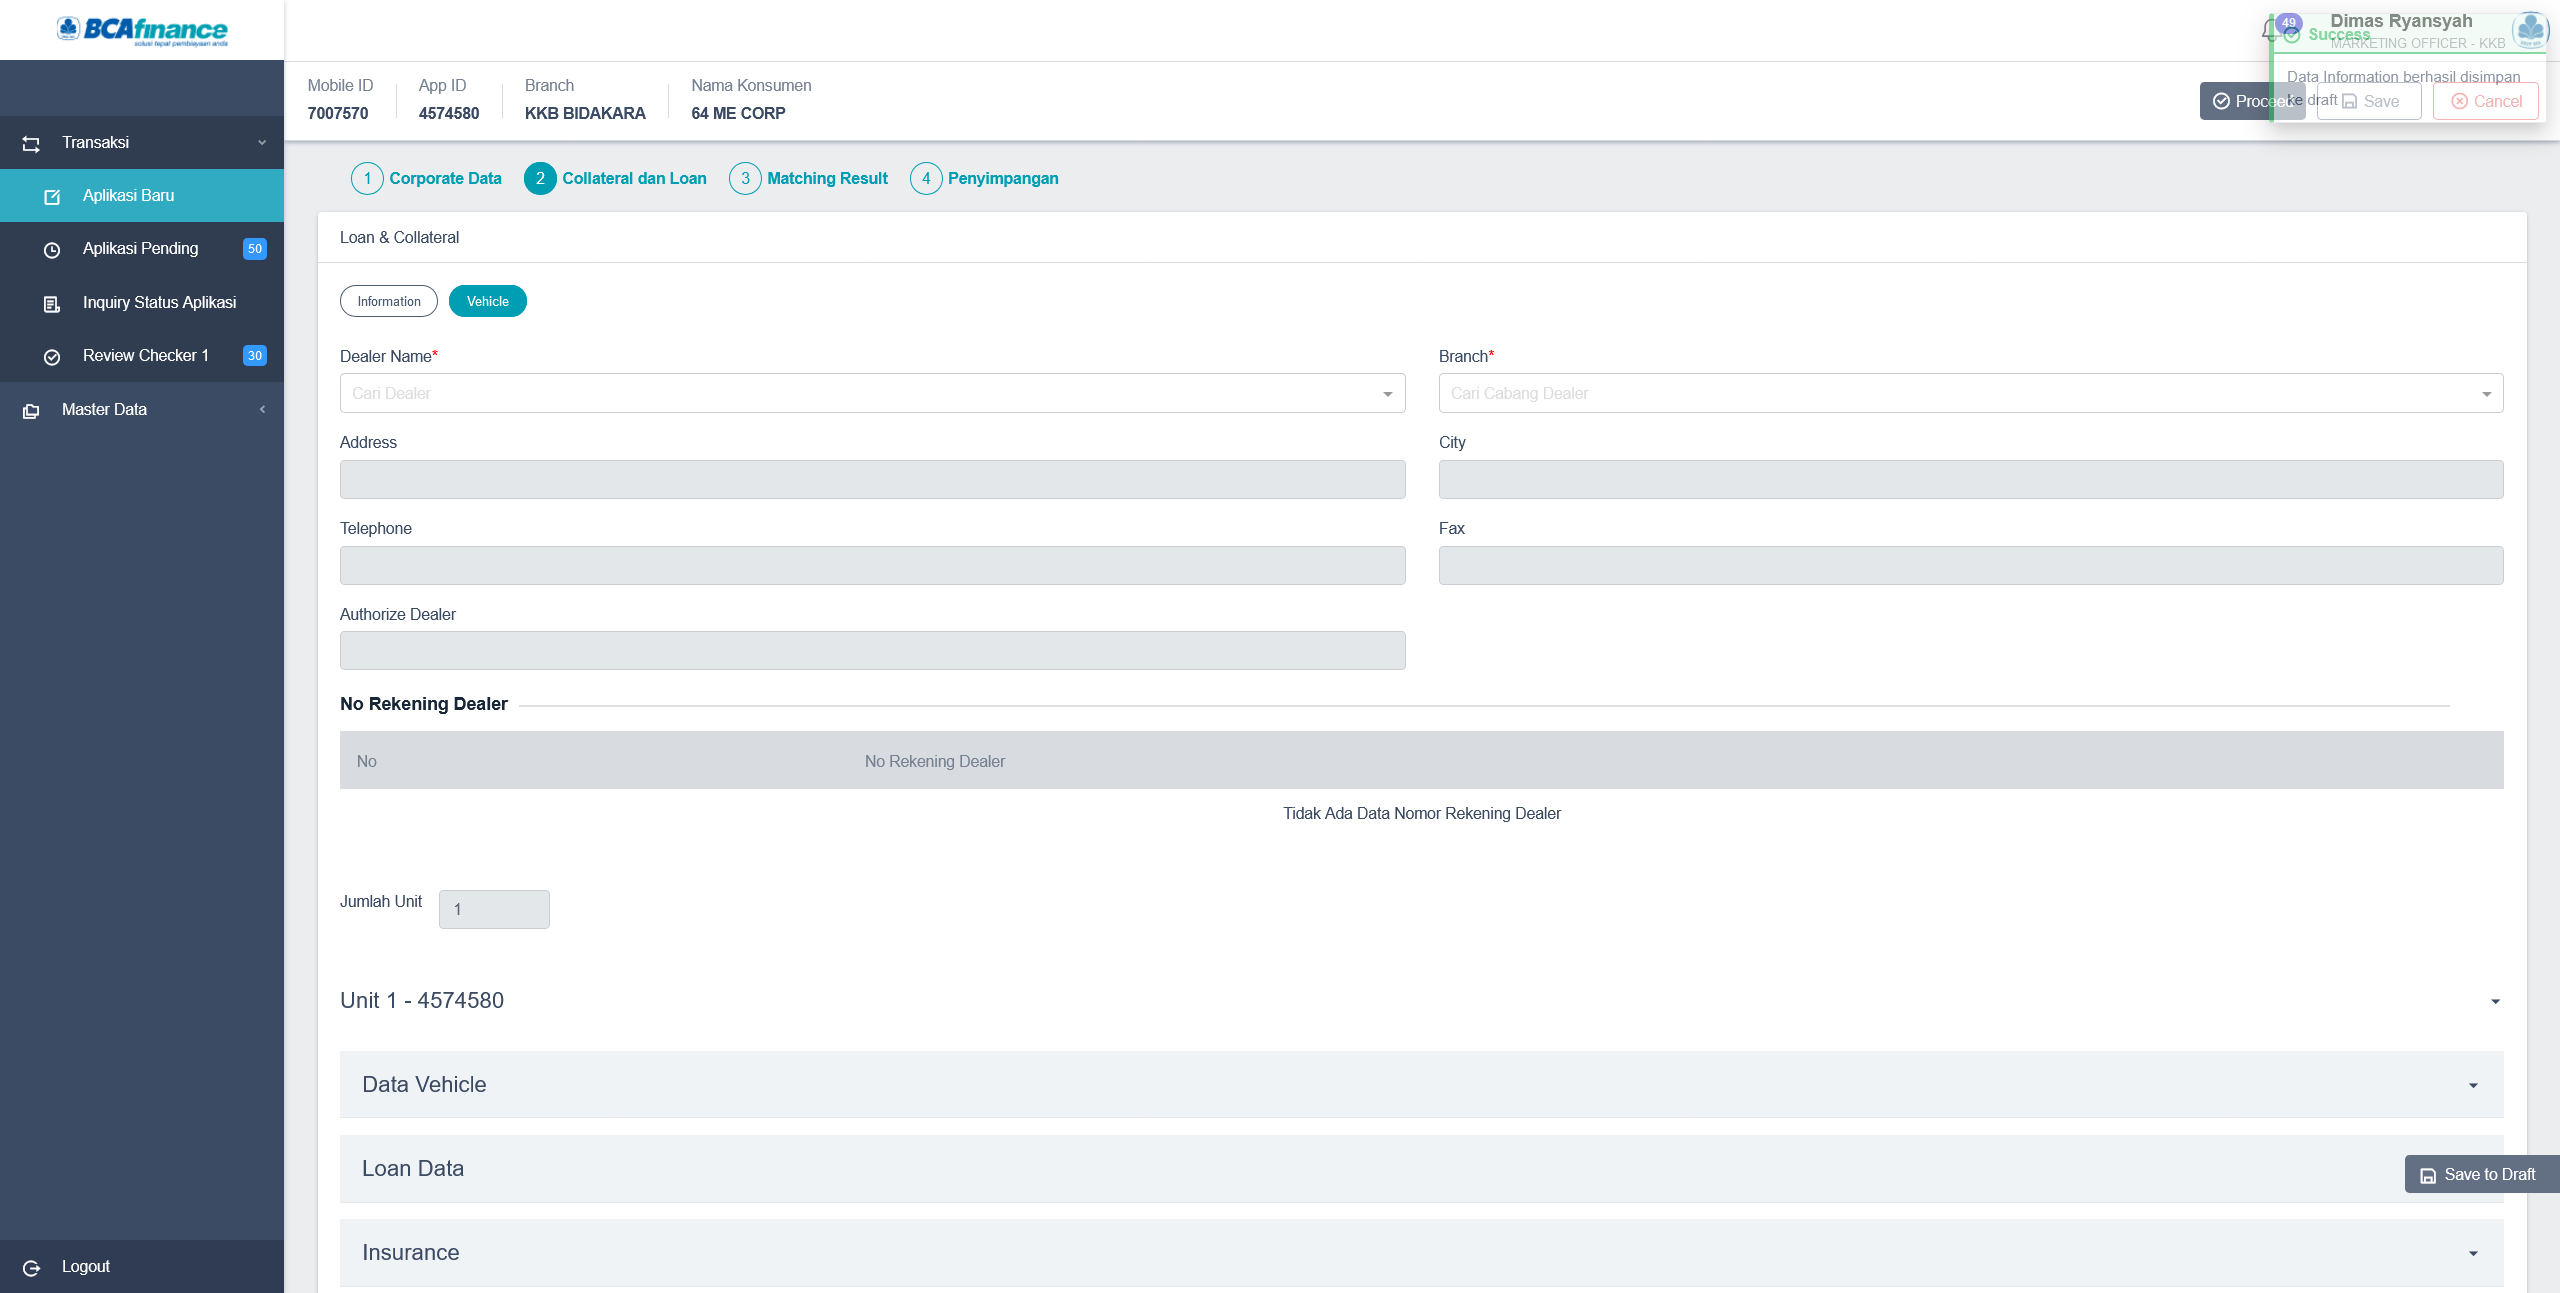 BCAfinance
solusi tepat pembiayaan anda
49
Dimas Ryansyah
MARKETING OFFICER - KKB
Success
Data Information berhasil disimpan
ke draft
Mobile ID
7007570
App ID
4574580
Branch
KKB BIDAKARA
Nama Konsumen
64 ME CORP
Proceed
Save
Cancel
Transaksi
Aplikasi Baru
Aplikasi Pending 50
Inquiry Status Aplikasi
Review Checker 1 30
Master Data
Logout
1 Corporate Data 2 Collateral dan Loan 3 Matching Result 4 Penyimpangan
Loan & Collateral
Information Vehicle
Dealer Name*
Cari Dealer
Branch*
Cari Cabang Dealer
Address
City
Telephone
Fax
Authorize Dealer
No Rekening Dealer
No No Rekening Dealer
Tidak Ada Data Nomor Rekening Dealer
Jumlah Unit 1
Unit 1 - 4574580
Data Vehicle
Loan Data
Save to Draft
Insurance